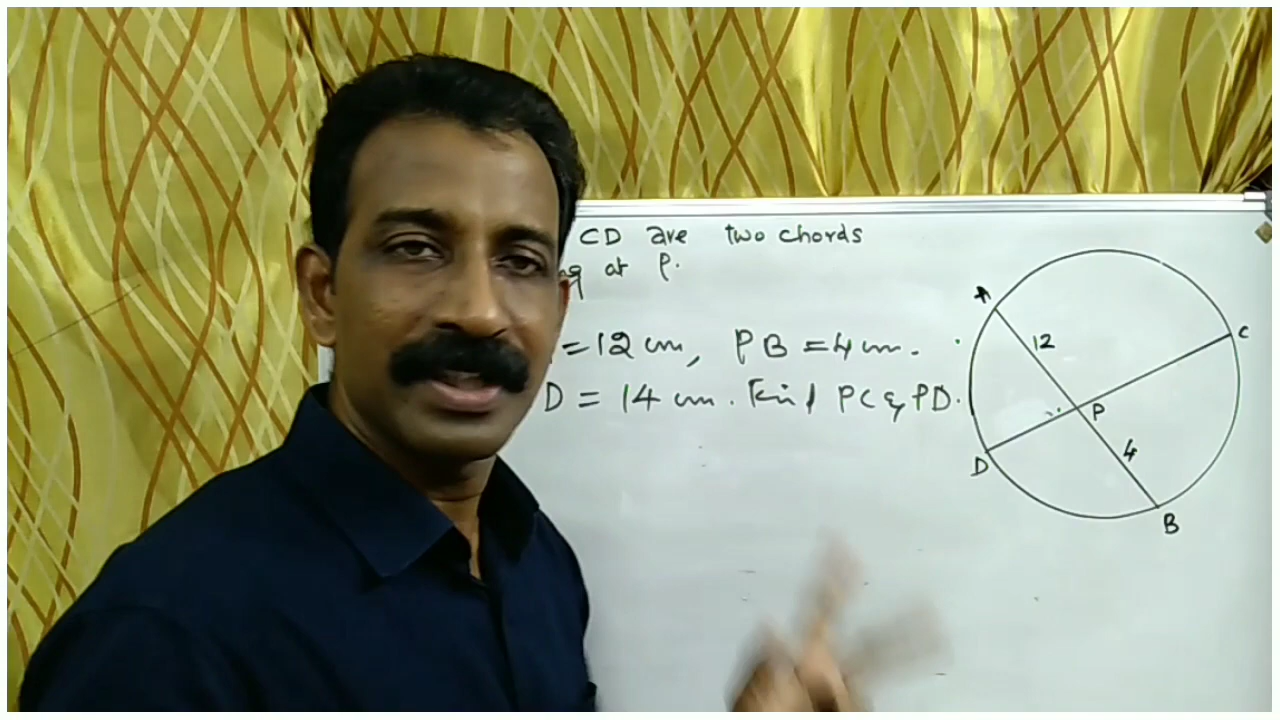 CD are two chords
at P.
= 12 cm, PB = 4 cm.
D = 14 cm. Find PC & PD.
A
12
C
P
4
D
B